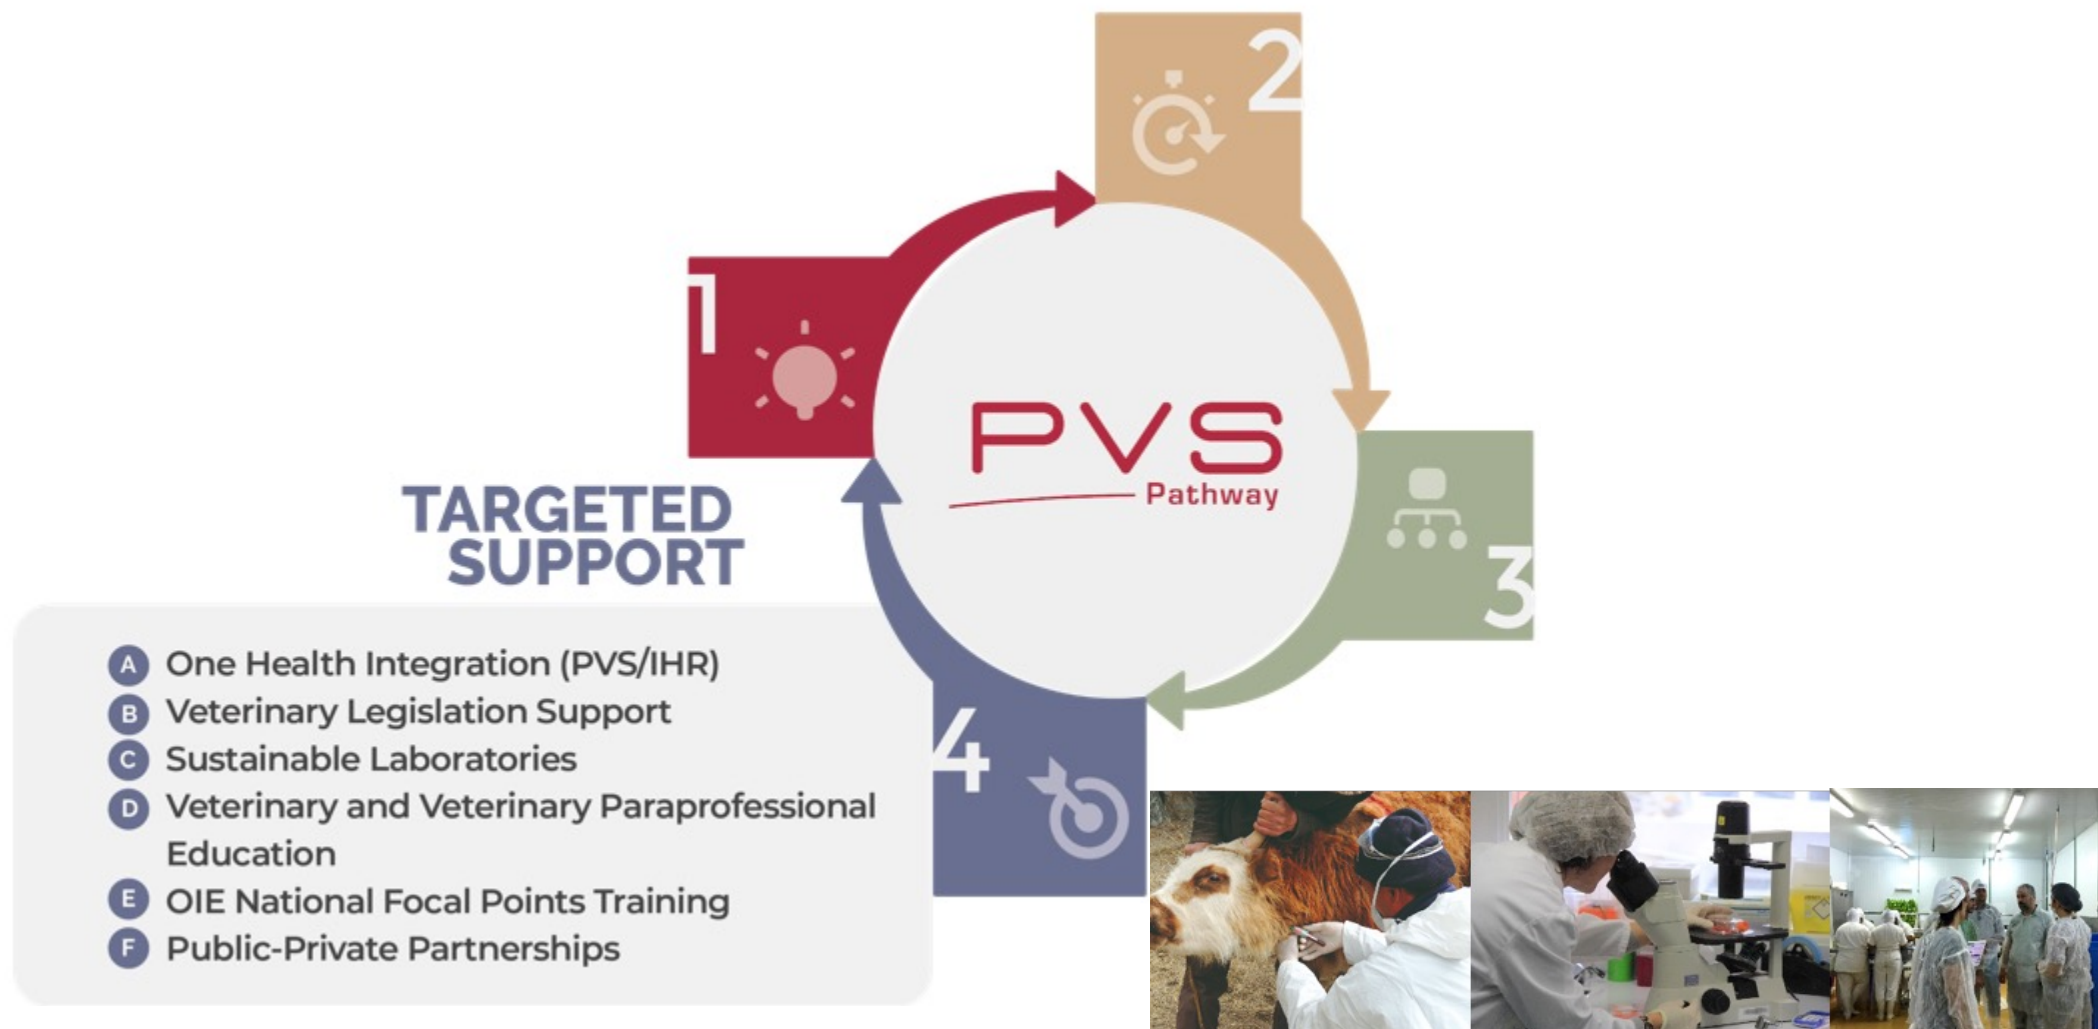 2
1
PVS
Pathway
3
TARGETED
SUPPORT
A One Health Integration (PVS/IHR)
B Veterinary Legislation Support
C Sustainable Laboratories
D Veterinary and Veterinary Paraprofessional
Education
E OIE National Focal Points Training
F Public-Private Partnerships
4